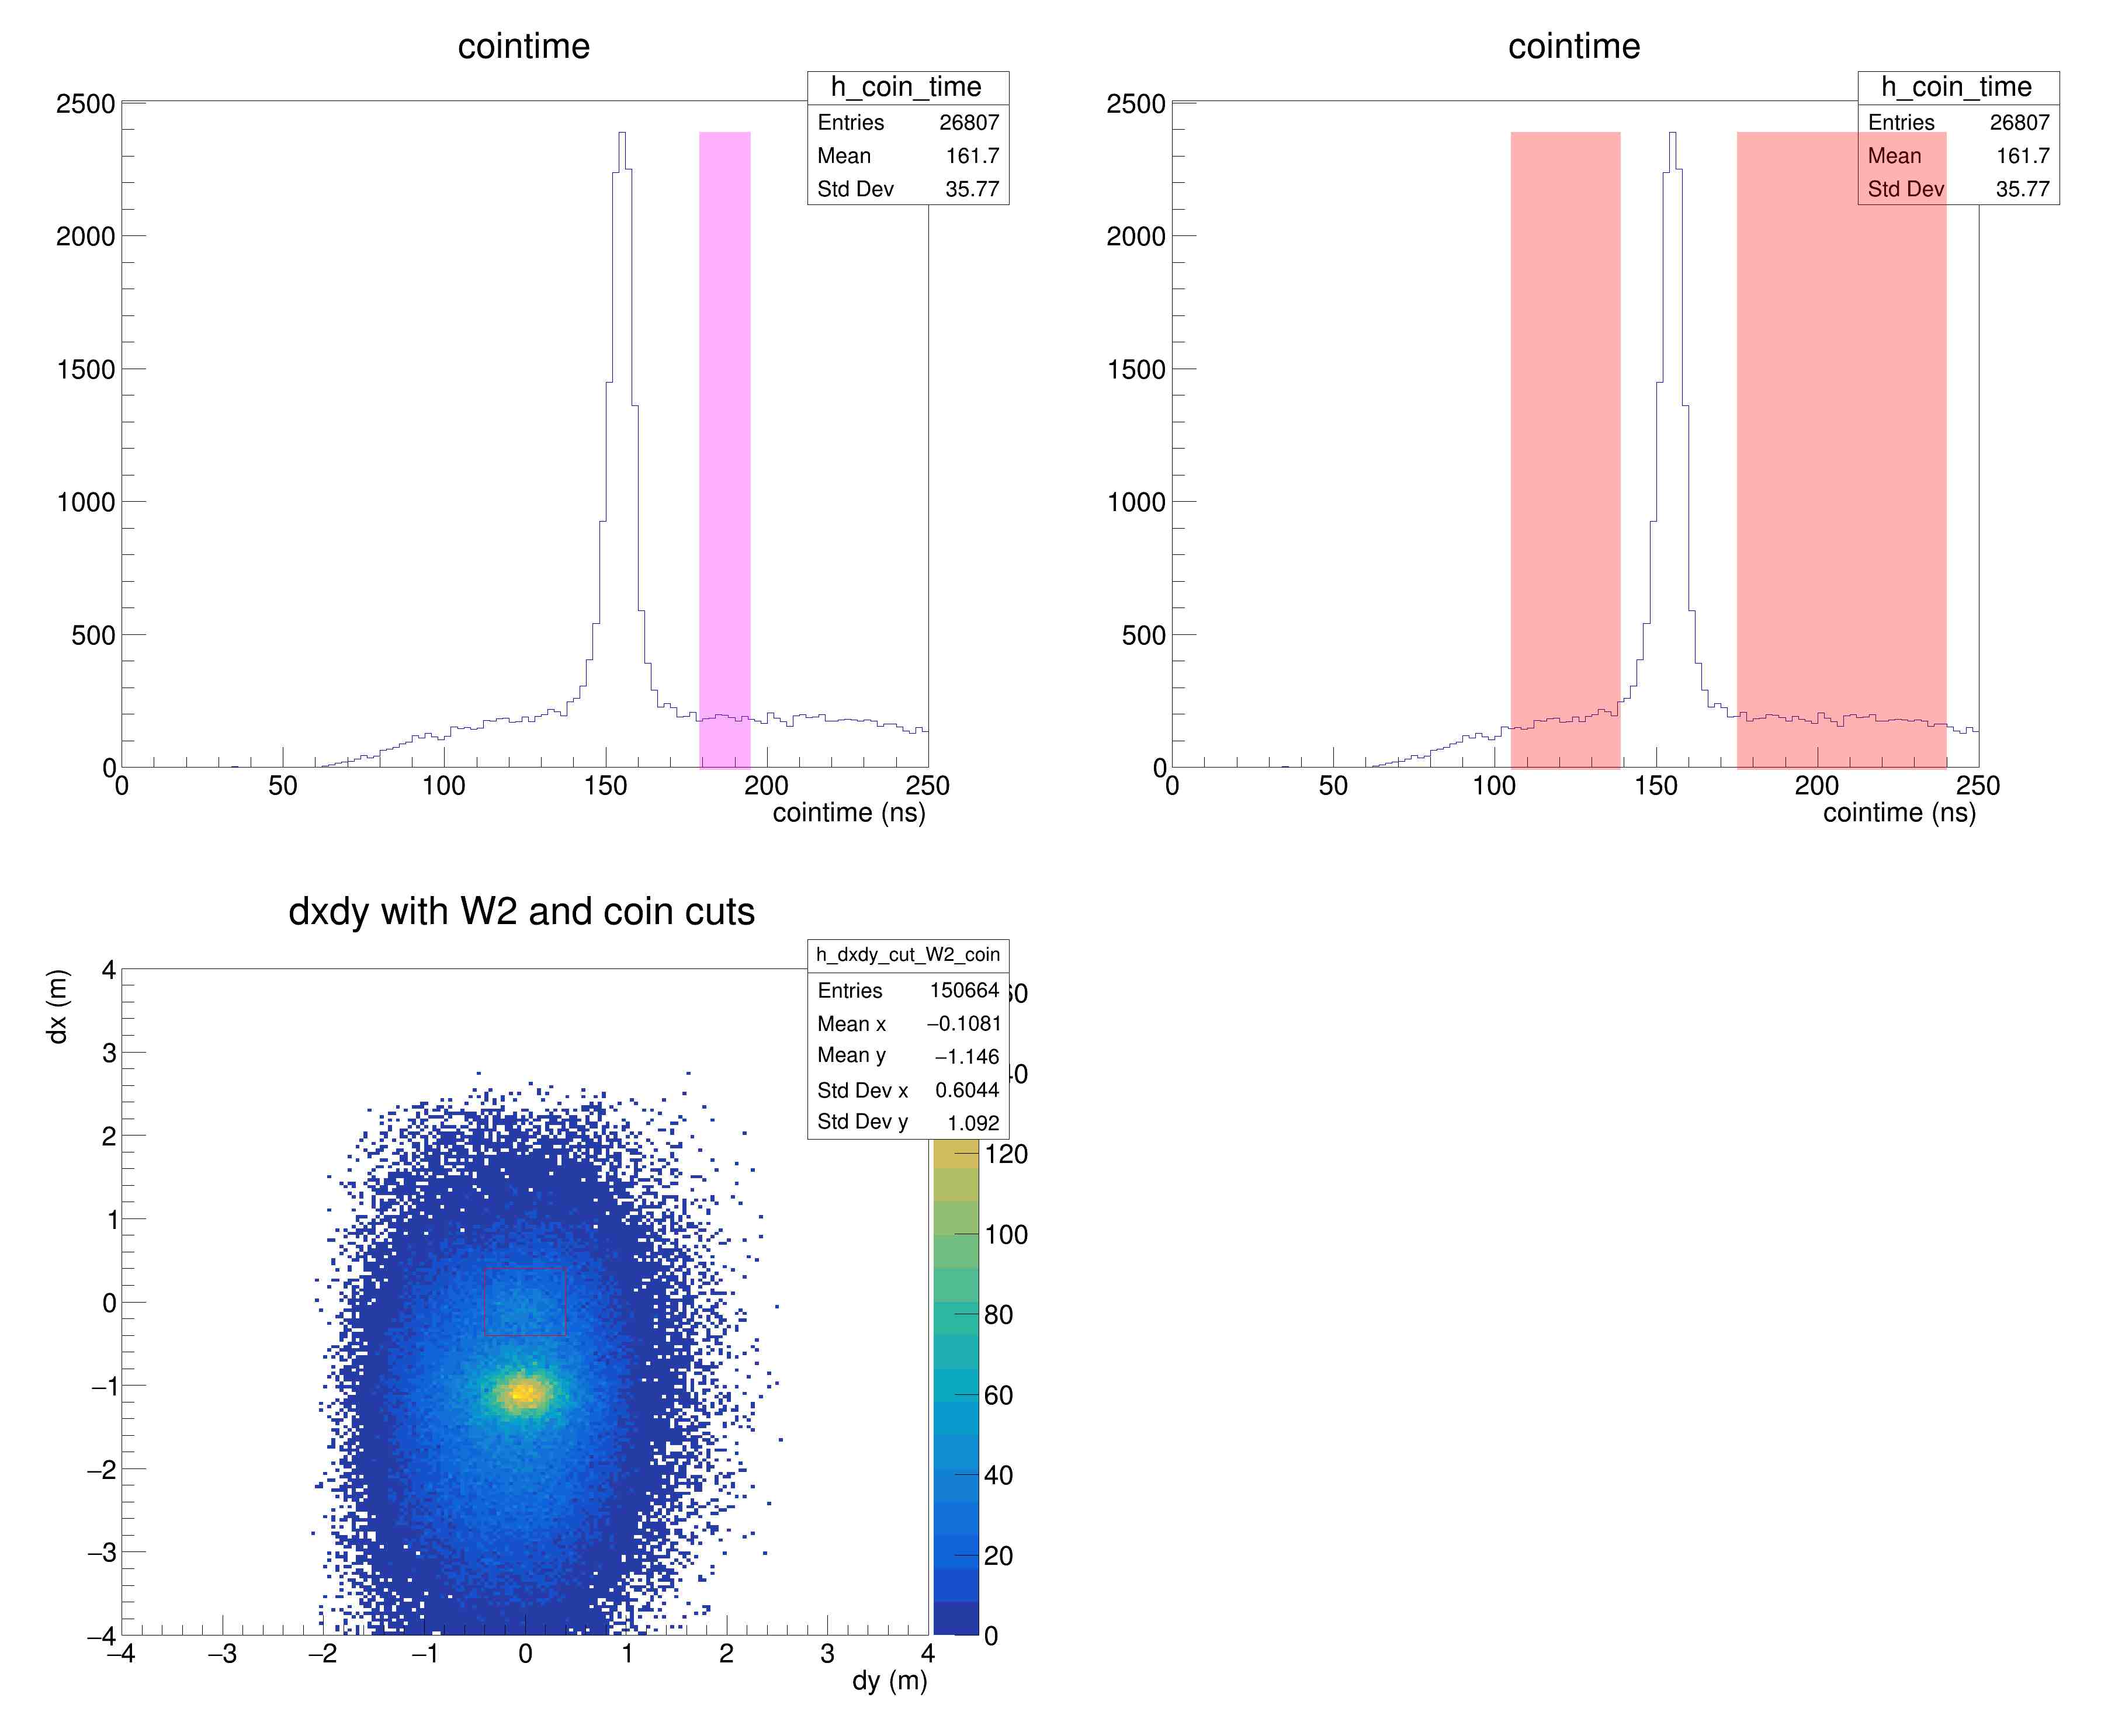 cointime
h_coin_time
Entries 26807
Mean 161.7
Std Dev 35.77
2500
2000
1500
1000
500
0
0 50 100 150 200 250
cointime (ns)
cointime
h_coin_time
Entries 26807
Mean 161.7
Std Dev 35.77
2500
2000
1500
1000
500
0
0 50 100 150 200 250
cointime (ns)
dxdy with W2 and coin cuts
h_dxdy_cut_W2_coin
Entries 150664
Mean x −0.1081
Mean y −1.146
Std Dev x 0.6044
Std Dev y 1.092
dx (m)
4
3
2
1
0
−1
−2
−3
−4
−4 −3 −2 −1 0 1 2 3 4
dy (m)
120
100
80
60
40
20
0